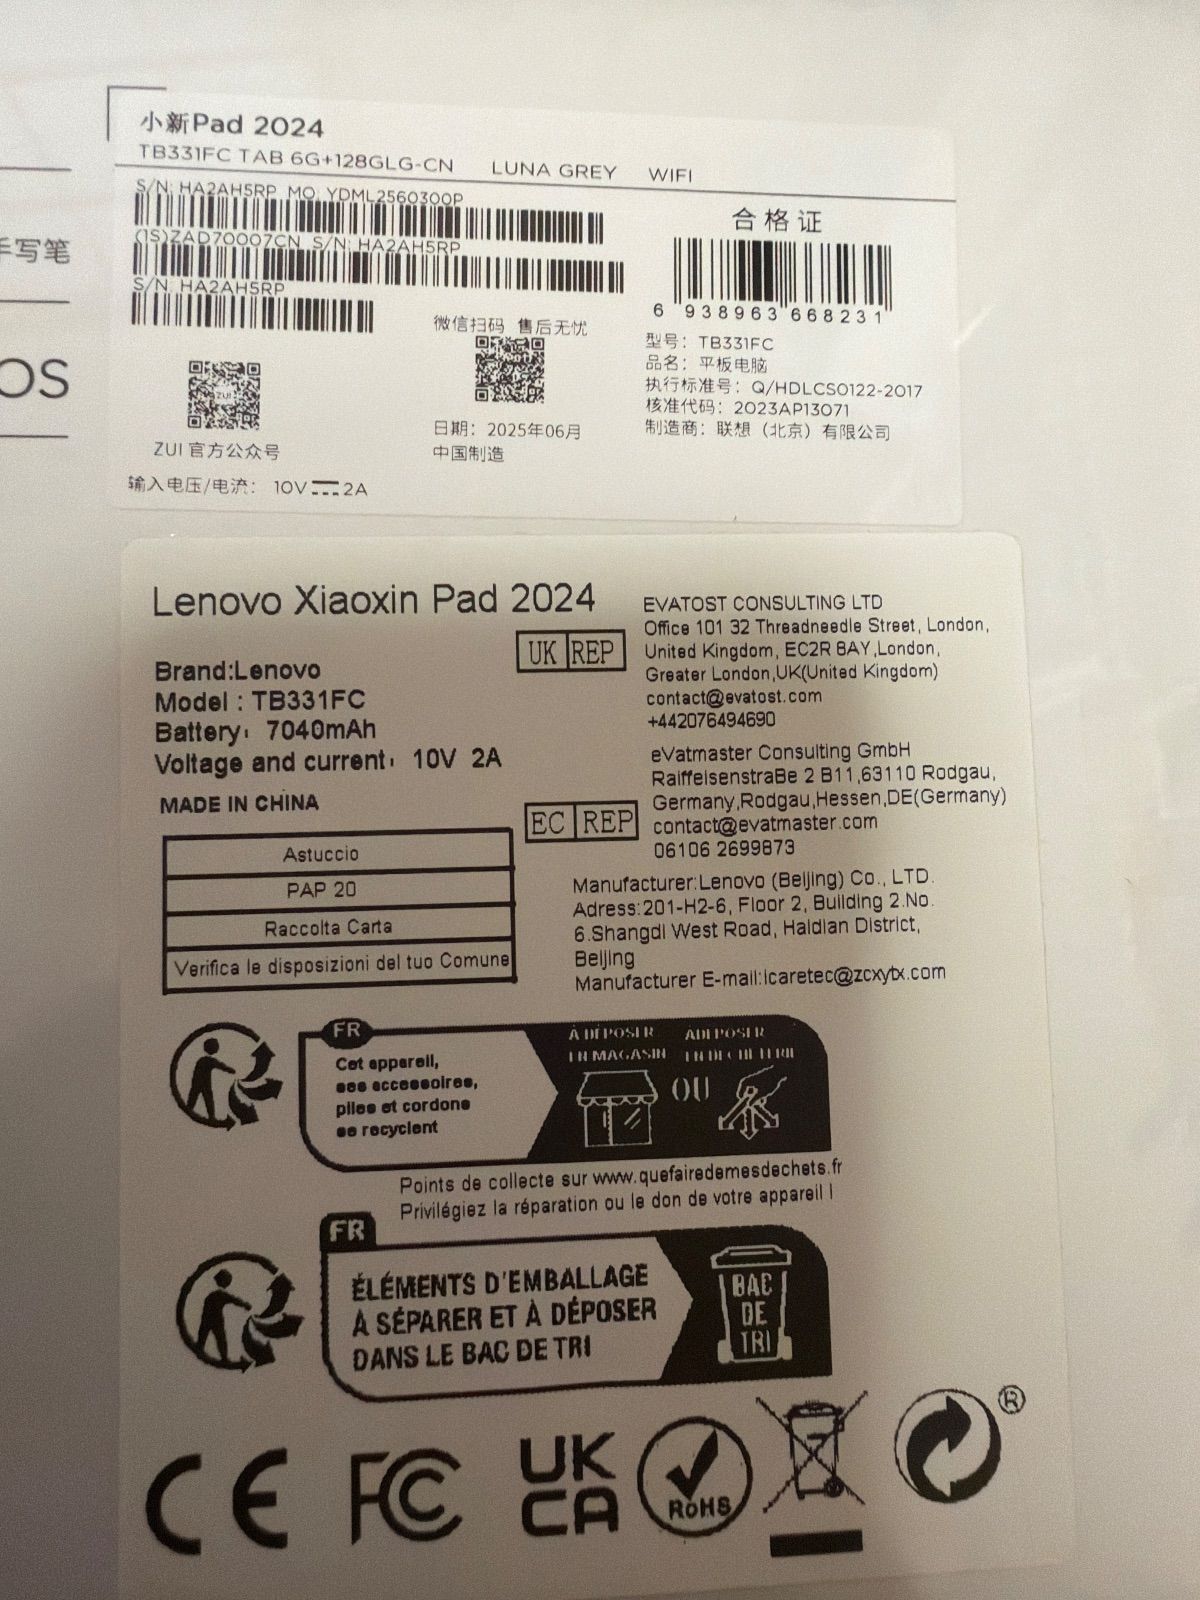 小新Pad 2024
TB331FC TAB 6G+128GLG-CN LUNA GREY WIFI
S/N: HA2AH5RP MO: YDML2560300P
(1S)ZAD70007CN S/N: HA2AH5RP
S/N: HA2AH5RP
手写笔
OS
ZUI
ZUI 官方公众号
输入电压/电流： 10V 2A
微信扫码 售后无忧
日期： 2025年06月
中国制造
合格证
6 938963 668231
型号： TB331FC
品名： 平板电脑
执行标准号： Q/HDLCS0122-2017
核准代码： 2023AP13071
制造商： 联想（北京）有限公司
Lenovo Xiaoxin Pad 2024
Brand:Lenovo
Model : TB331FC
Battery: 7040mAh
Voltage and current: 10V 2A
MADE IN CHINA
UK REP
EVATOST CONSULTING LTD
Office 101 32 Threadneedle Street, London,
United Kingdom, EC2R 8AY,London,
Greater London,UK(United Kingdom)
contact@evatost.com
+442076494690
EC REP
eVatmaster Consulting GmbH
RaiffeisenstraBe 2 B11,63110 Rodgau,
Germany,Rodgau,Hessen,DE(Germany)
contact@evatmaster.com
06106 2699873
Astuccio
PAP 20
Raccolta Carta
Verifica le disposizioni del tuo Comune
Manufacturer:Lenovo (Beijing) Co., LTD.
Adress:201-H2-6, Floor 2, Building 2.No.
6.Shangdi West Road, Haidian District,
Beijing
Manufacturer E-mail:icaretec@zcxytx.com
FR
Cet appareil,
ses accessoires,
piles et cordons
se recyclent
À DÉPOSER
EN MAGASIN
OU
À DÉPOSER
EN DÉCHÈTERIE
Points de collecte sur www.quefairedemesdechets.fr
Privilégiez la réparation ou le don de votre appareil !
FR
ÉLÉMENTS D'EMBALLAGE
À SÉPARER ET À DÉPOSER
DANS LE BAC DE TRI
BAC
DE
TRI
CE
FC
UK
CA
RoHS
®